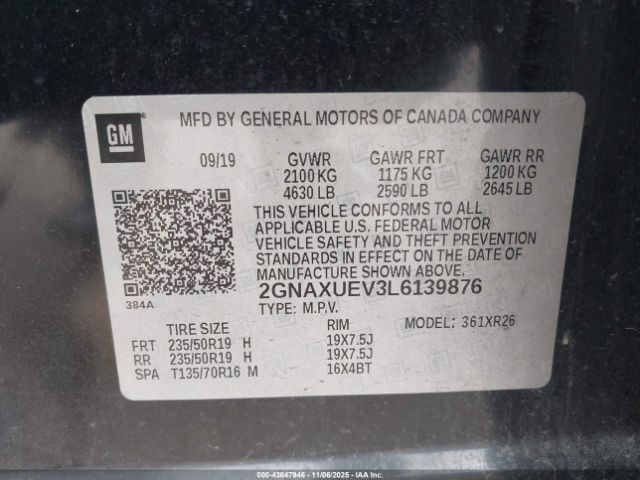 GM
MFD BY GENERAL MOTORS OF CANADA COMPANY
09/19 GVWR GAWR FRT GAWR RR
2100 KG 1175 KG 1200 KG
4630 LB 2590 LB 2645 LB
THIS VEHICLE CONFORMS TO ALL
APPLICABLE U.S. FEDERAL MOTOR
VEHICLE SAFETY AND THEFT PREVENTION
STANDARDS IN EFFECT ON THE DATE OF
MANUFACTURE SHOWN ABOVE.
384A
2GNAXUEV3L6139876
TYPE: M.P.V.
TIRE SIZE RIM MODEL: 361XR26
FRT 235/50R19 H 19X7.5J
RR 235/50R19 H 19X7.5J
SPA T135/70R16 M 16X4BT
000-43647946 | 11/06/2025 - Copyright © IAA, LLC.